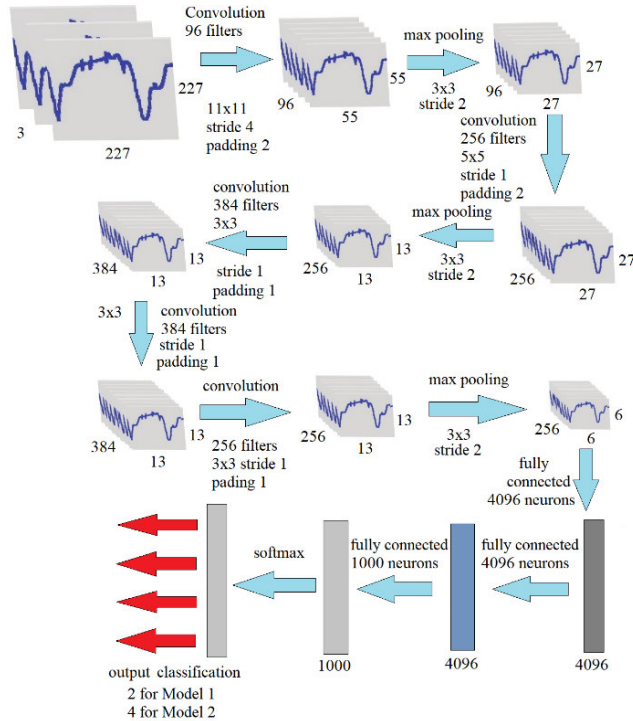 Convolution
96 filters
11x11
stride 4
padding 2
3
227
227
96
55
55
max pooling
3x3
stride 2
96
27
27
convolution
256 filters
5x5
stride 1
padding 2
256
27
27
max pooling
3x3
stride 2
256
13
13
convolution
384 filters
3x3
stride 1
padding 1
384
13
13
3x3
convolution
384 filters
stride 1
padding 1
384
13
13
convolution
256 filters
3x3 stride 1
pading 1
256
13
13
max pooling
3x3
stride 2
256
6
6
fully
connected
4096 neurons
4096
fully connected
4096 neurons
4096
fully connected
1000 neurons
1000
softmax
output classification
2 for Model 1
4 for Model 2